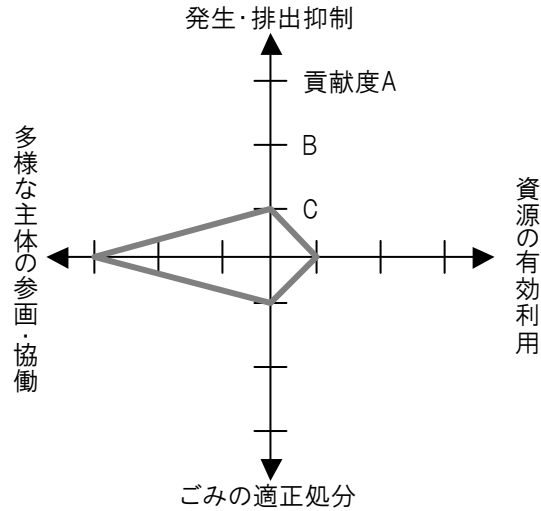 発生・排出抑制
貢献度A
B
C
多様な主体の参画・協働
資源の有効利用
ごみの適正処分